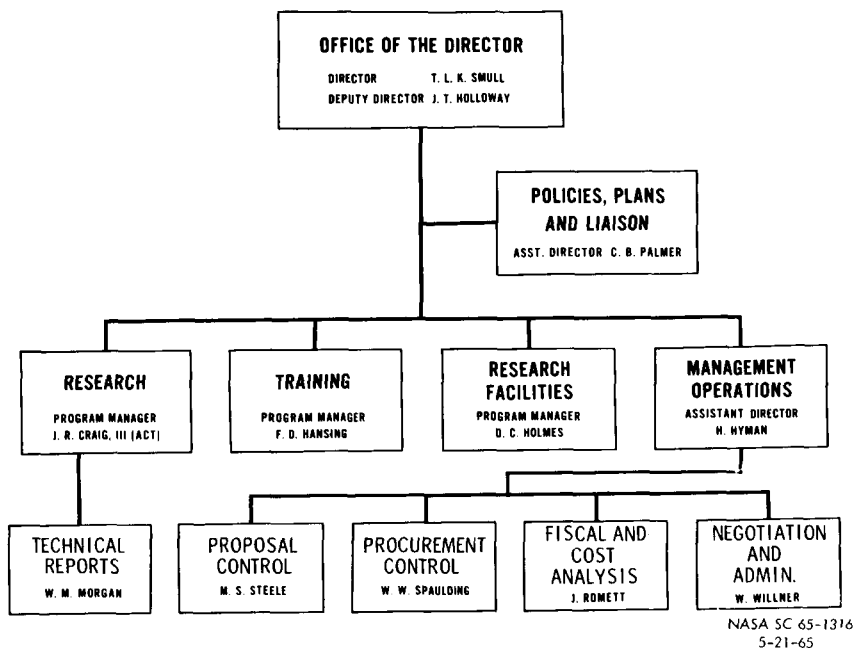 OFFICE OF THE DIRECTOR
DIRECTOR T. L. K. SMULL
DEPUTY DIRECTOR J. T. HOLLOWAY
POLICIES, PLANS
AND LIAISON
ASST. DIRECTOR C. B. PALMER
RESEARCH
PROGRAM MANAGER
J. R. CRAIG, III (ACT)
TRAINING
PROGRAM MANAGER
F. D. HANSING
RESEARCH
FACILITIES
PROGRAM MANAGER
D. C. HOLMES
MANAGEMENT
OPERATIONS
ASSISTANT DIRECTOR
H. HYMAN
TECHNICAL
REPORTS
W. M. MORGAN
PROPOSAL
CONTROL
M. S. STEELE
PROCUREMENT
CONTROL
W. W. SPAULDING
FISCAL AND
COST
ANALYSIS
J. ROMETT
NEGOTIATION
AND
ADMIN.
W. WILLNER
NASA SC 65-1316
5-21-65